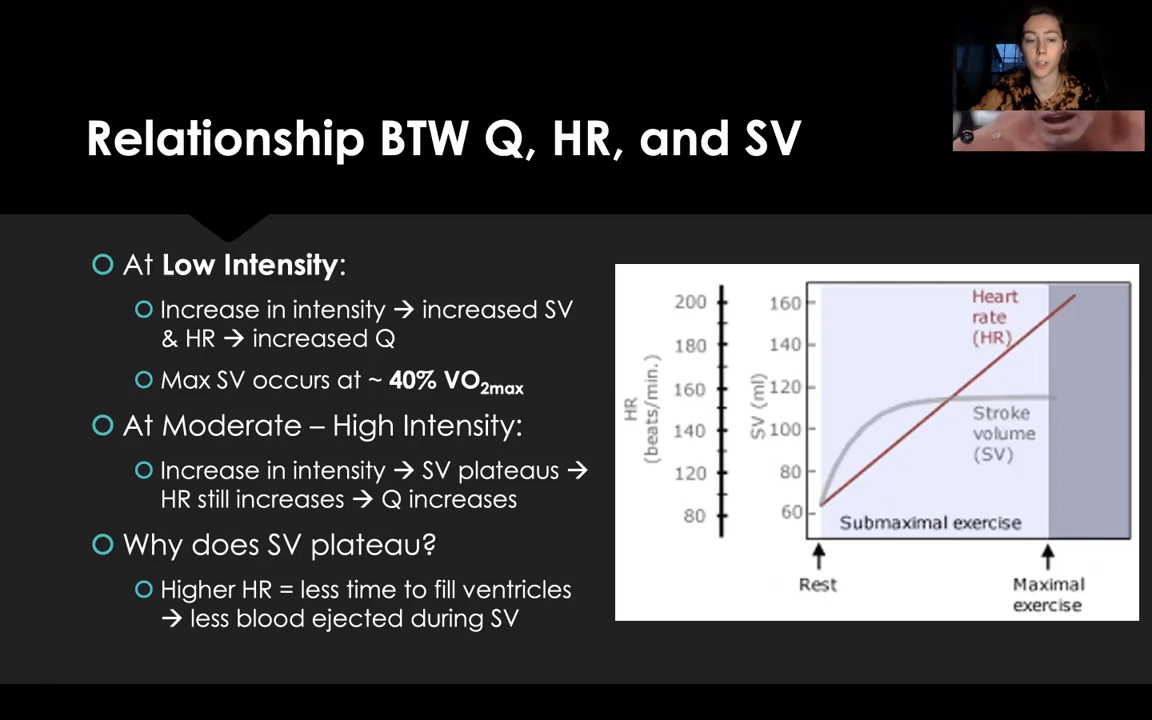 Relationship BTW Q, HR, and SV
At Low Intensity:
Increase in intensity → increased SV
& HR → increased Q
Max SV occurs at ~ 40% VO2max
At Moderate – High Intensity:
Increase in intensity → SV plateaus →
HR still increases → Q increases
Why does SV plateau?
Higher HR = less time to fill ventricles
→ less blood ejected during SV
HR
(beats/min.)
200
180
160
140
120
80
SV (ml)
160
140
120
100
80
60
Heart
rate
(HR)
Stroke
volume
(SV)
Submaximal exercise
Rest
Maximal
exercise